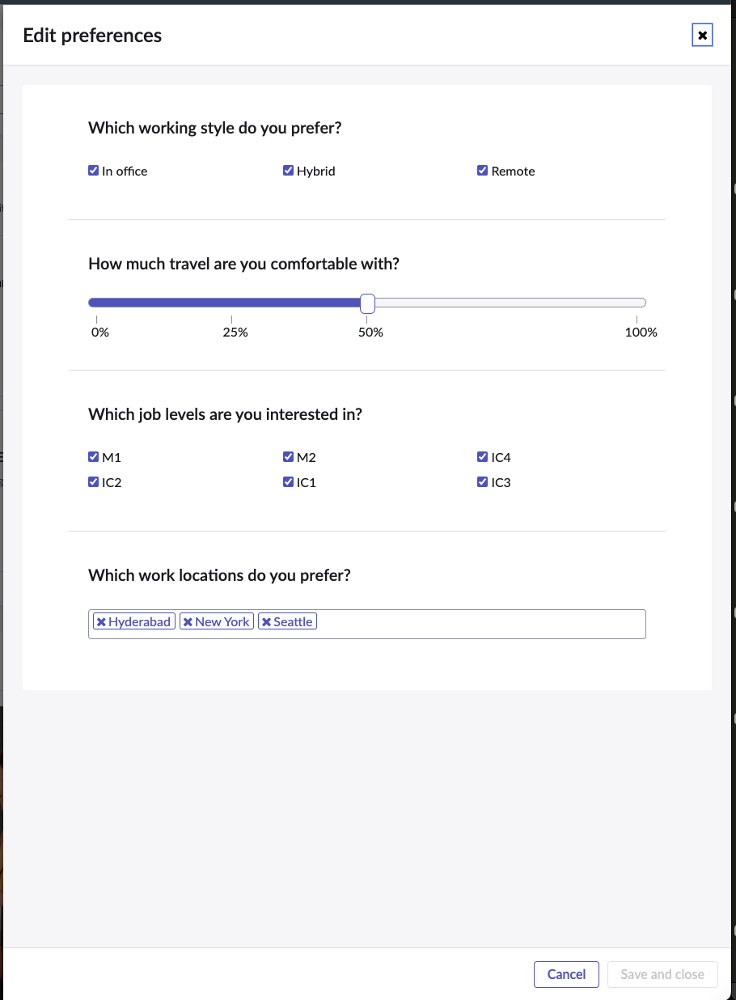 Edit preferences
Which working style do you prefer?
In office Hybrid Remote
How much travel are you comfortable with?
0% 25% 50% 100%
Which job levels are you interested in?
M1 M2 IC4
IC2 IC1 IC3
Which work locations do you prefer?
Hyderabad New York Seattle
Cancel Save and close